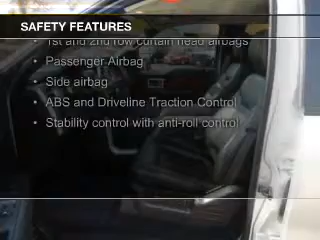 SAFETY FEATURES
• 1st and 2nd row curtain head airbags
• Passenger Airbag
• Side airbag
• ABS and Driveline Traction Control
• Stability control with anti-roll control